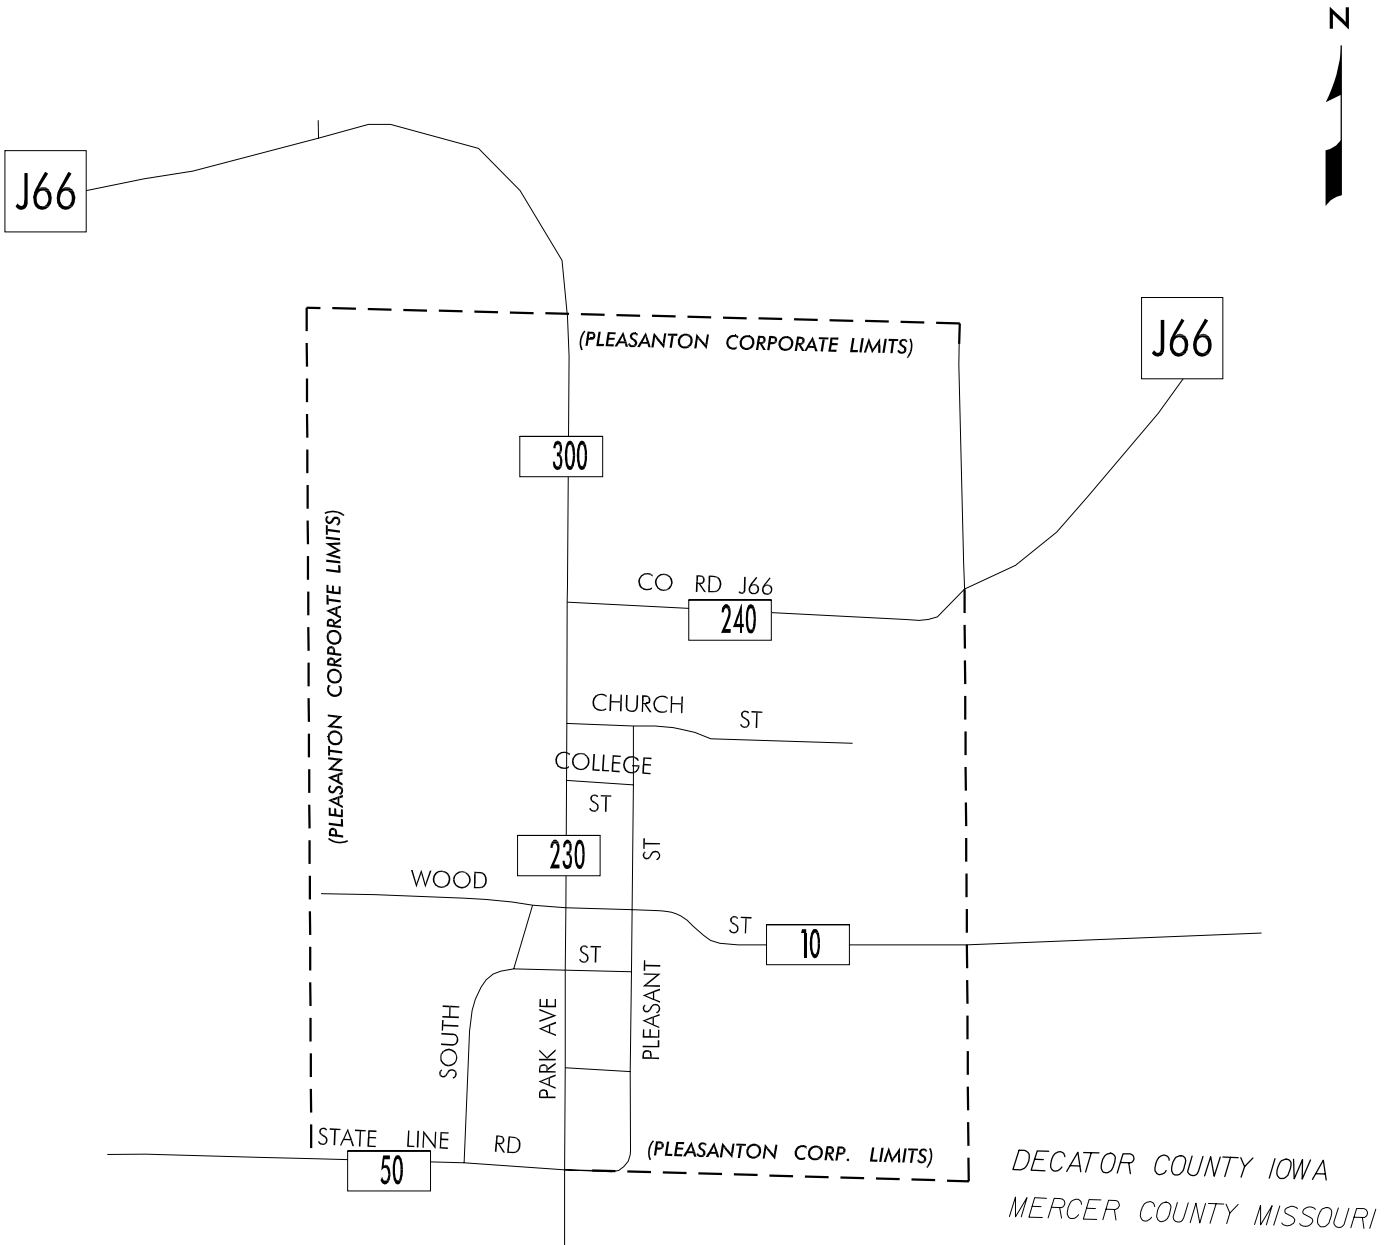 N
J66
J66
(PLEASANTON CORPORATE LIMITS)
300
(PLEASANTON CORPORATE LIMITS)
CO RD J66
240
CHURCH ST
COLLEGE
ST
230
ST
WOOD
ST
10
ST
PLEASANT
SOUTH
PARK AVE
STATE LINE RD
50
(PLEASANTON CORP. LIMITS)
DECATOR COUNTY IOWA
MERCER COUNTY MISSOURI